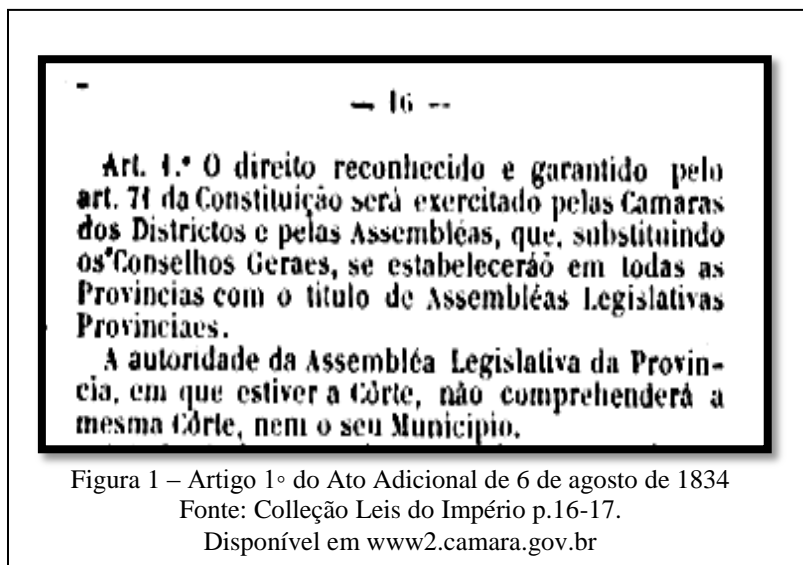 — 16 --
Art. 1.º O direito reconhecido e garantido pelo
art. 71 da Constituição será exercitado pelas Camaras
dos Districtos e pelas Assembléas, que, substituindo
os Conselhos Geraes, se estabeleceráõ em todas as
Provincias com o titulo de Assembléas Legislativas
Provinciaes.
A autoridade da Assembléa Legislativa da Provin-
cia, em que estiver a Côrte, não comprehenderá a
mesma Côrte, nem o seu Municipio.
Figura 1 – Artigo 1◦ do Ato Adicional de 6 de agosto de 1834
Fonte: Colleção Leis do Império p.16-17.
Disponível em www2.camara.gov.br